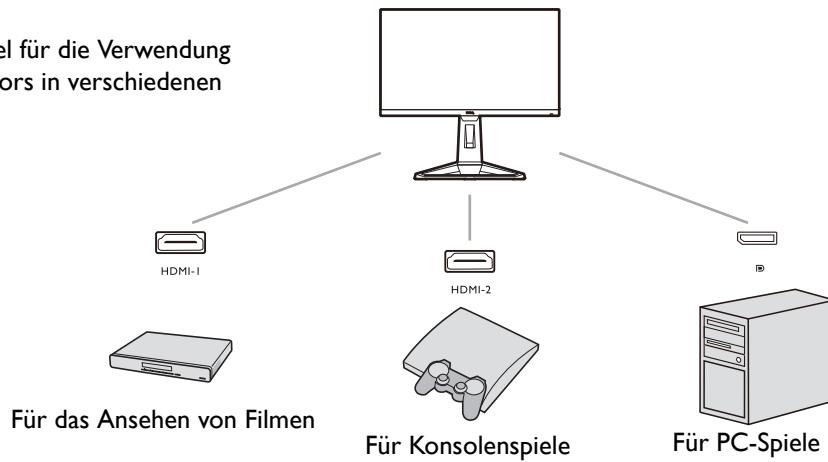 el für die Verwendung
ors in verschiedenen
HDMI-1
HDMI-2
Für das Ansehen von Filmen
Für Konsolenspiele
Für PC-Spiele